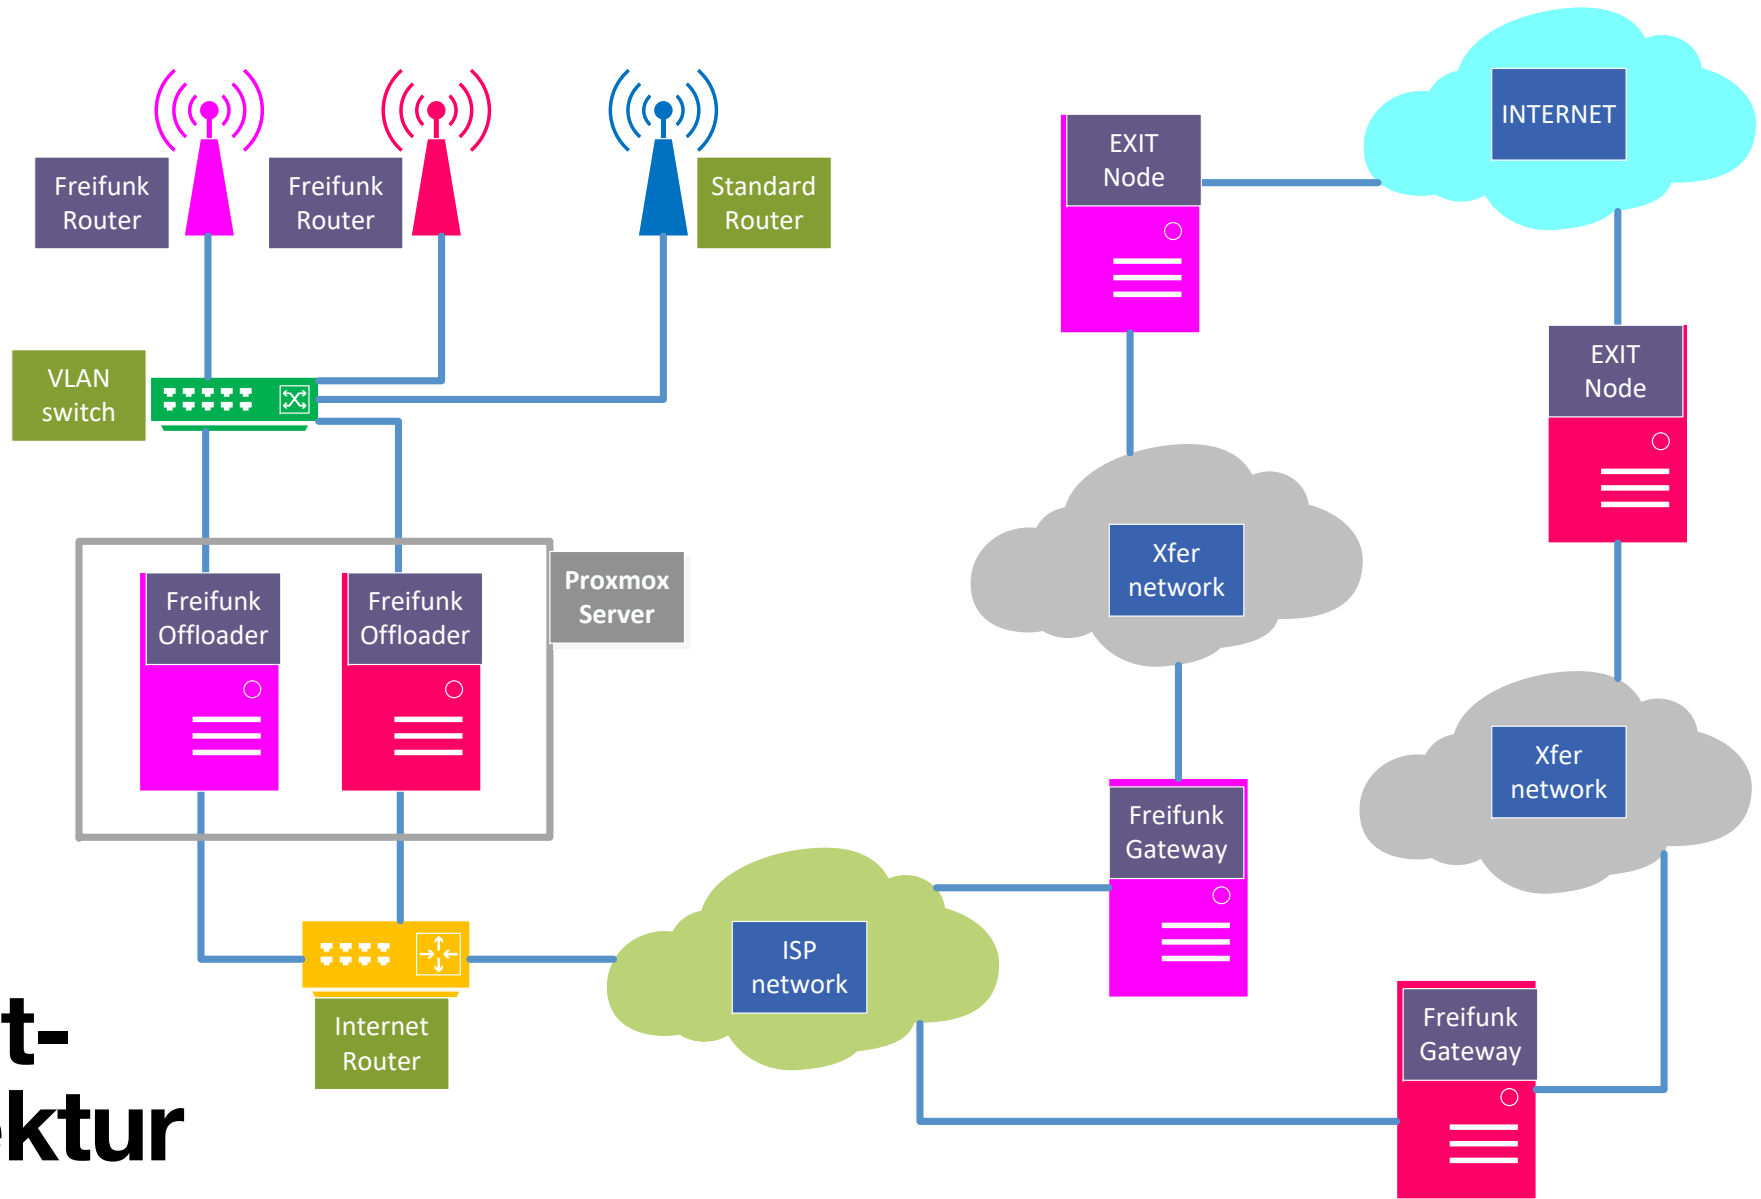 INTERNET
EXIT
Node
Freifunk
Router
Freifunk
Router
Standard
Router
EXIT
Node
VLAN
switch
Xfer
network
Proxmox
Server
Freifunk
Offloader
Freifunk
Offloader
Xfer
network
Freifunk
Gateway
ISP
network
Internet
Router
Freifunk
Gateway
t-
ektur